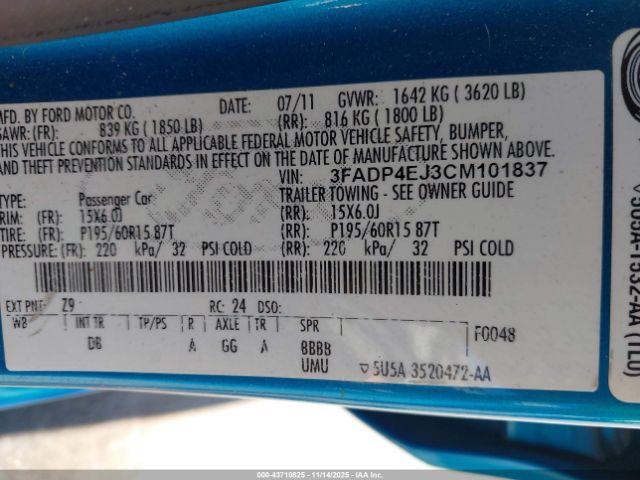 MFD. BY FORD MOTOR CO. DATE: 07/11 GVWR: 1642 KG ( 3620 LB)
GAWR: (FR): 839 KG ( 1850 LB) (RR): 816 KG ( 1800 LB)
THIS VEHICLE CONFORMS TO ALL APPLICABLE FEDERAL MOTOR VEHICLE SAFETY, BUMPER,
AND THEFT PREVENTION STANDARDS IN EFFECT ON THE DATE OF MANUFACTURE SHOWN ABOVE.
VIN: 3FADP4EJ3CM101837
TYPE: Passenger Car TRAILER TOWING - SEE OWNER GUIDE
RIM: (FR): 15X6.0J (RR): 15X6.0J
TIRE: (FR): P195/60R15 87T (RR): P195/60R15 87T
PRESSURE: (FR): 220 kPa/ 32 PSI COLD (RR): 220 kPa/ 32 PSI COLD
EXT PNT: Z9 RC: 24 DSO:
WB INT TR TP/PS R AXLE TR SPR F0048
DB A GG A BBBB
UMU ▽ 5U5A 3520472-AA
000-43710825 - 11/14/2025 - IAAI.COM